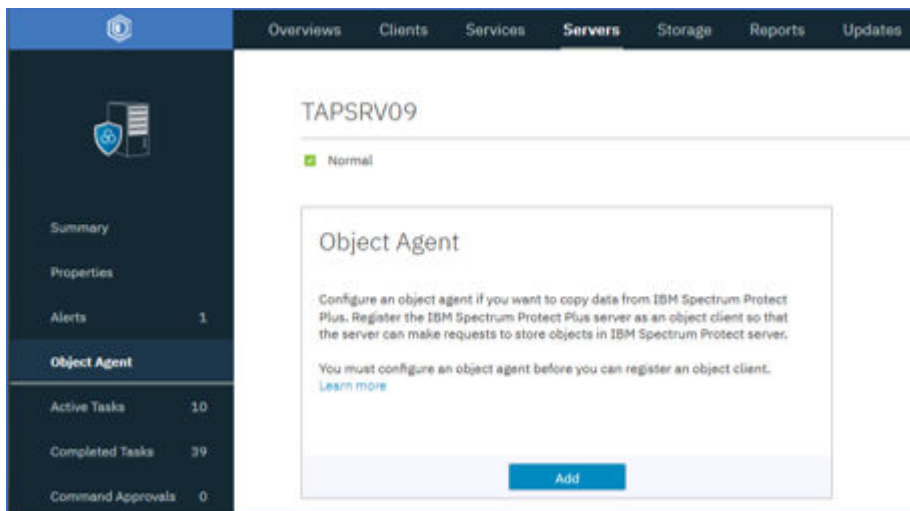 Overviews Clients Services Servers Storage Reports Updates
TAPSRV09
Normal
Summary
Properties
Alerts 1
Object Agent
Active Tasks 10
Completed Tasks 39
Command Approvals 0
Object Agent
Configure an object agent if you want to copy data from IBM Spectrum Protect
Plus. Register the IBM Spectrum Protect Plus server as an object client so that
the server can make requests to store objects in IBM Spectrum Protect server.
You must configure an object agent before you can register an object client.
Learn more
Add